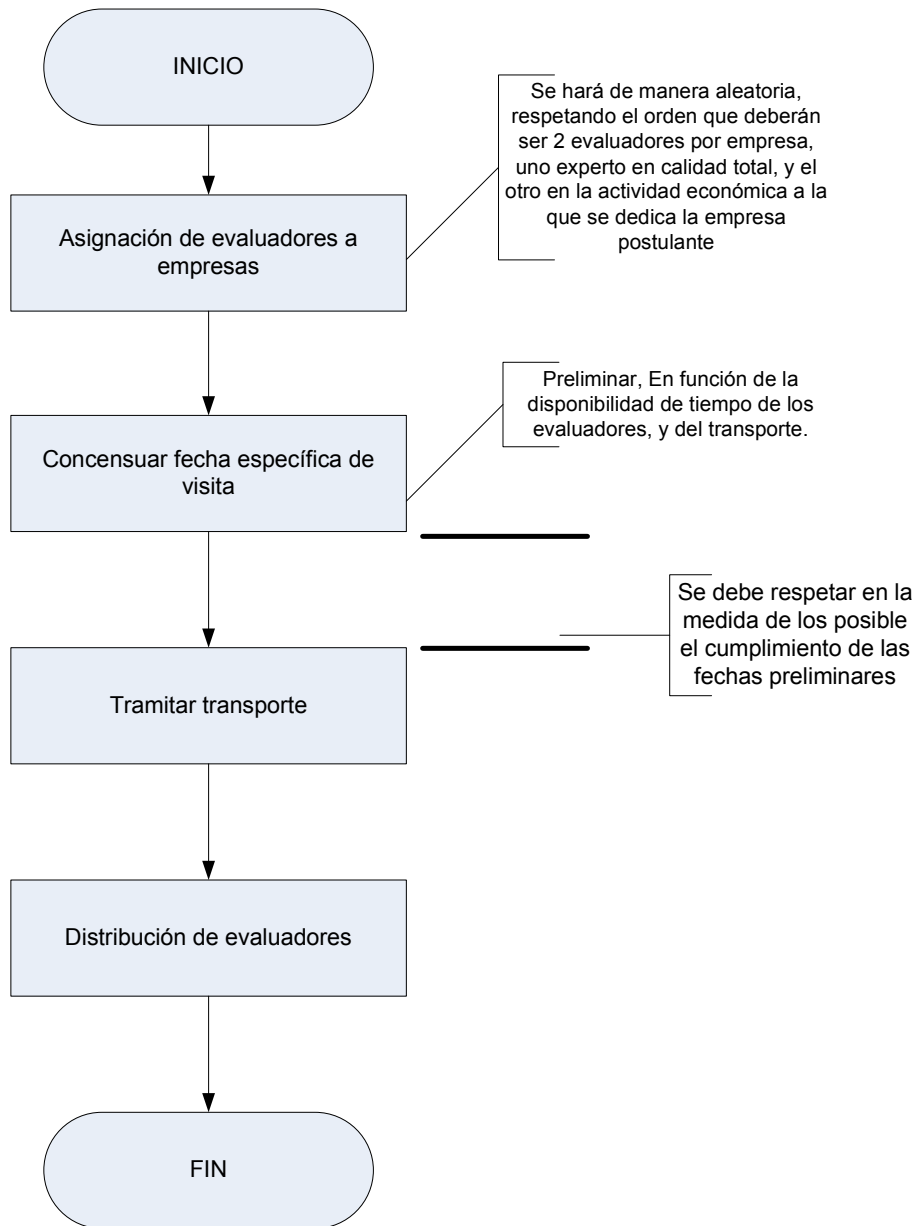 INICIO
Se hará de manera aleatoria,
respetando el orden que deberán
ser 2 evaluadores por empresa,
uno experto en calidad total, y el
otro en la actividad económica a la
que se dedica la empresa
postulante
Asignación de evaluadores a
empresas
Preliminar, En función de la
disponibilidad de tiempo de los
evaluadores, y del transporte.
Concensuar fecha específica de
visita
Se debe respetar en la
medida de los posible
el cumplimiento de las
fechas preliminares
Tramitar transporte
Distribución de evaluadores
FIN